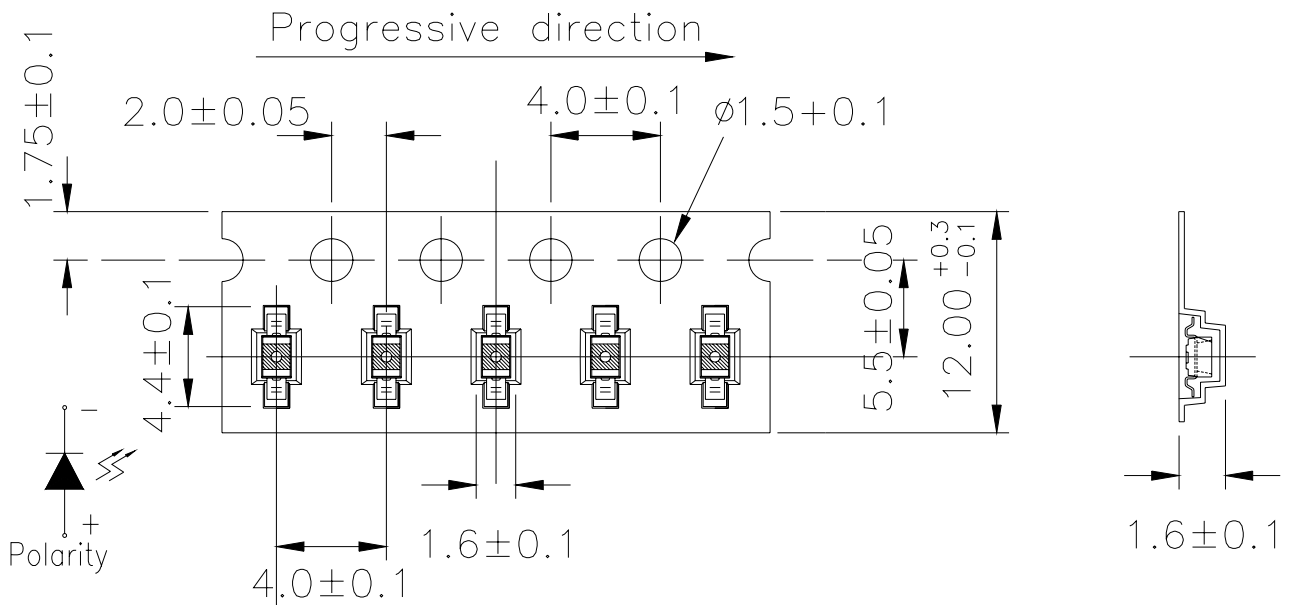 Progressive direction
1.75±0.1
2.0±0.05
4.0±0.1
ø1.5+0.1
4.4±0.1
5.5±0.05
12.00 +0.3 -0.1
-
+
Polarity
4.0±0.1
1.6±0.1
1.6±0.1